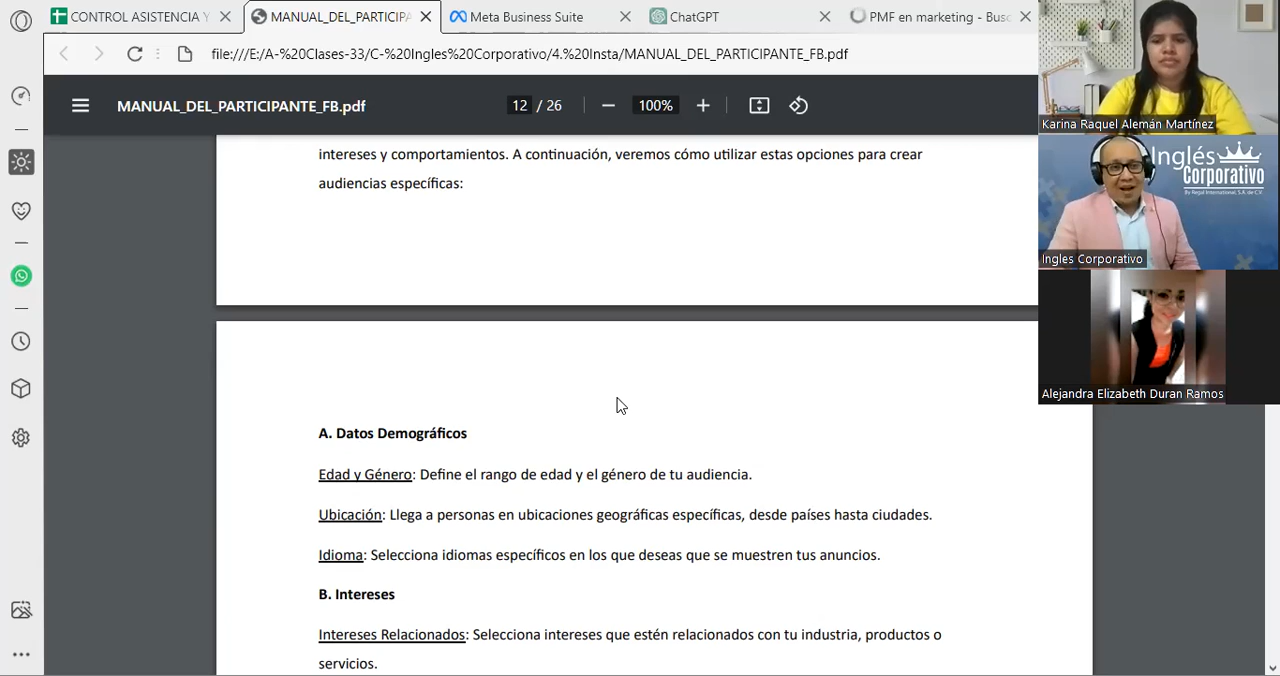 CONTROL ASISTENCIA Y
MANUAL_DEL_PARTICIPA
Meta Business Suite
ChatGPT
PMF en marketing - Busc
file:///E:/A-%20Clases-33/C-%20Ingles%20Corporativo/4.%20Insta/MANUAL_DEL_PARTICIPANTE_FB.pdf
MANUAL_DEL_PARTICIPANTE_FB.pdf
12 / 26
100%
intereses y comportamientos. A continuación, veremos cómo utilizar estas opciones para crear
audiencias específicas:
A. Datos Demográficos
Edad y Género: Define el rango de edad y el género de tu audiencia.
Ubicación: Llega a personas en ubicaciones geográficas específicas, desde países hasta ciudades.
Idioma: Selecciona idiomas específicos en los que deseas que se muestren tus anuncios.
B. Intereses
Intereses Relacionados: Selecciona intereses que estén relacionados con tu industria, productos o
servicios.
Karina Raquel Alemán Martínez
Inglés
Corporativo
By Regal International, S.A. de C.V.
Ingles Corporativo
Alejandra Elizabeth Duran Ramos